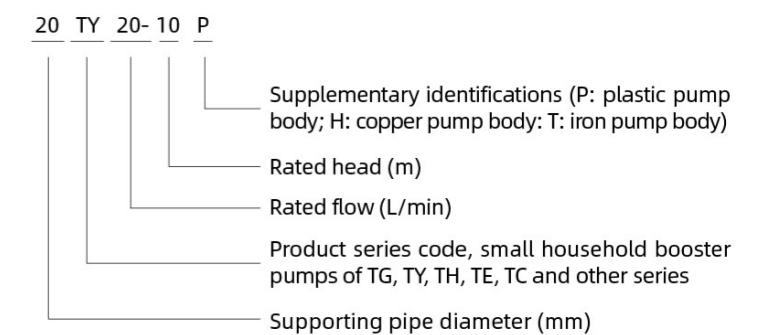 20 TY 20- 10 P
Supplementary identifications (P: plastic pump
body; H: copper pump body: T: iron pump body)
Rated head (m)
Rated flow (L/min)
Product series code, small household booster
pumps of TG, TY, TH, TE, TC and other series
Supporting pipe diameter (mm)